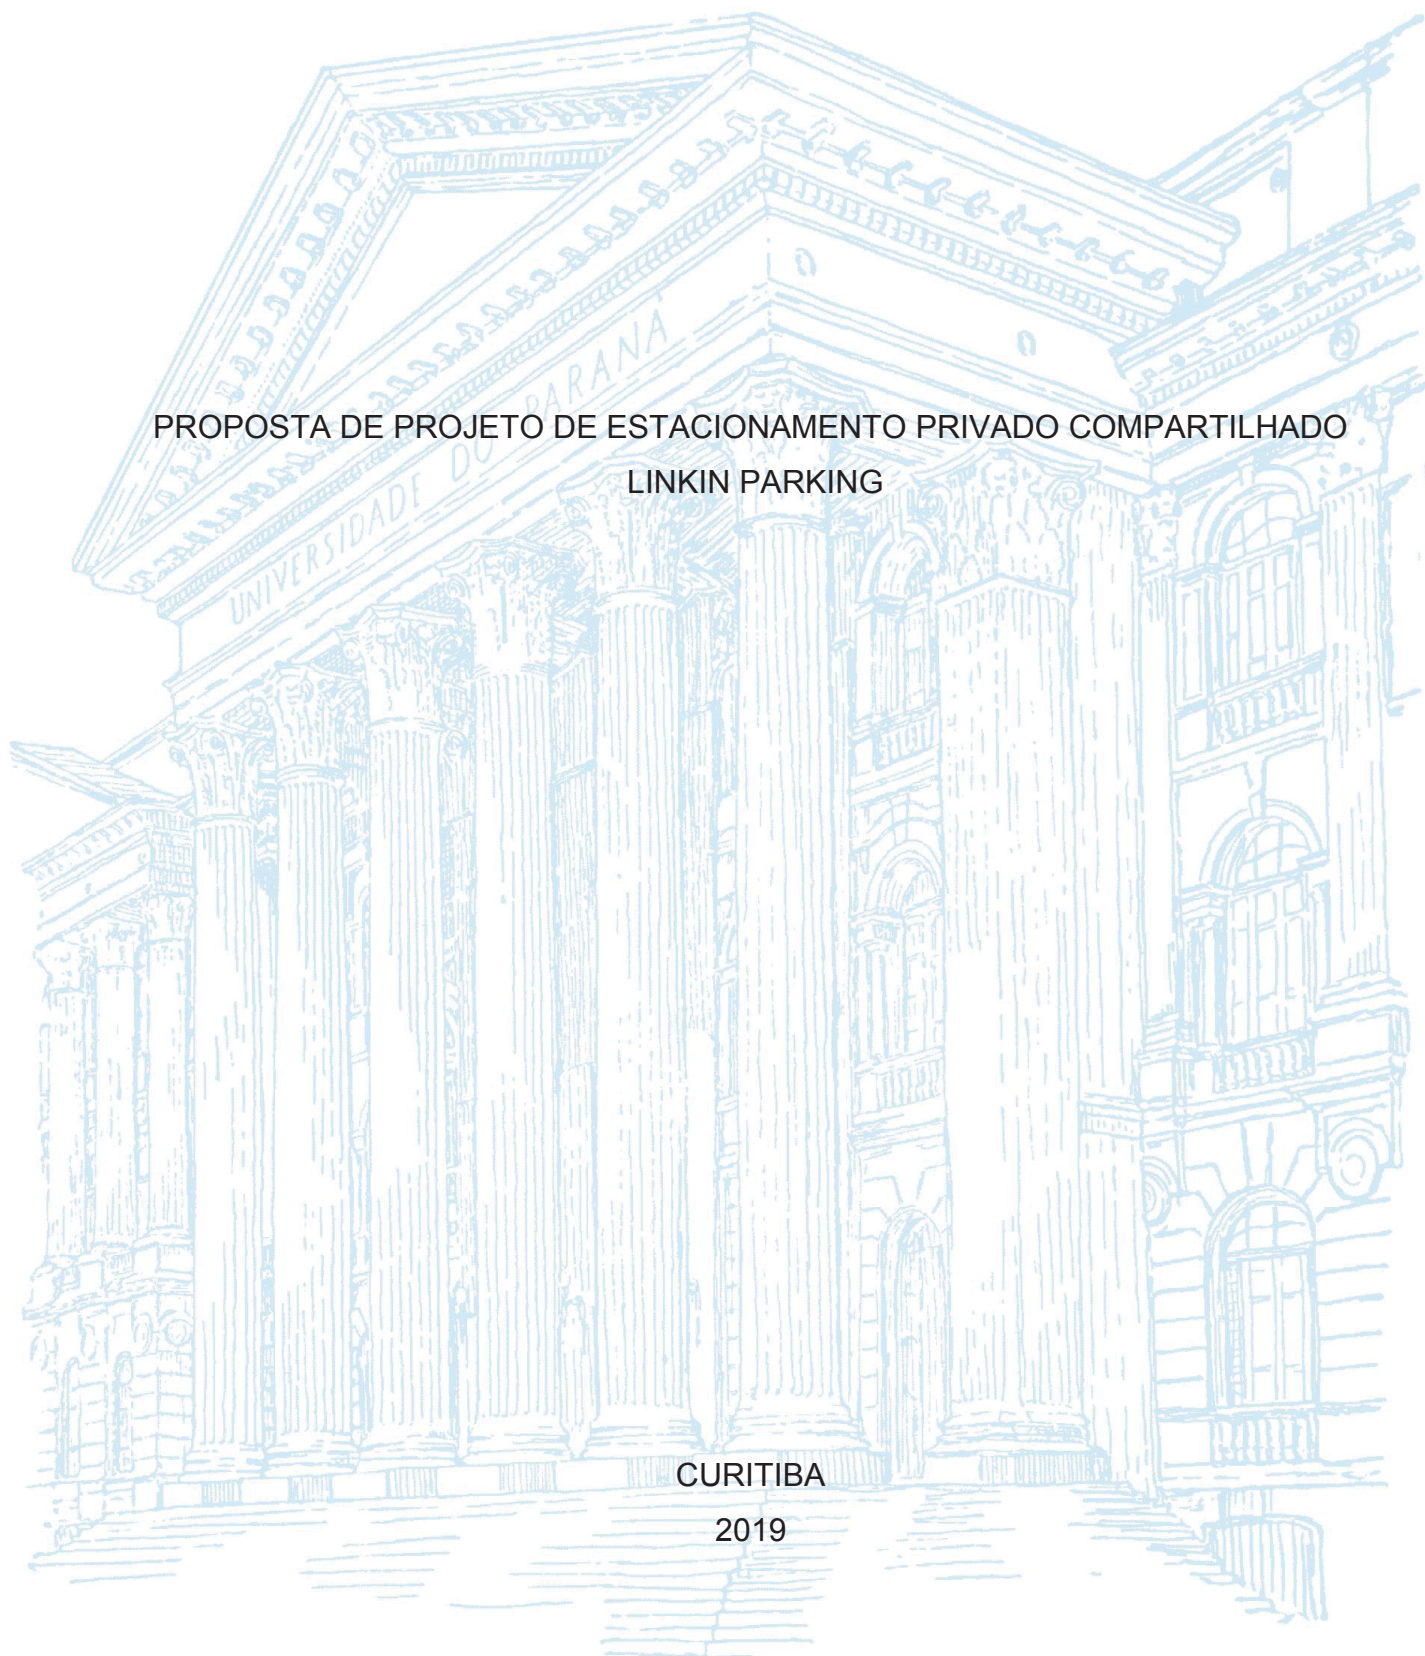 UNIVERSIDADE DO PARANÁ
PROPOSTA DE PROJETO DE ESTACIONAMENTO PRIVADO COMPARTILHADO
LINKIN PARKING
CURITIBA
2019